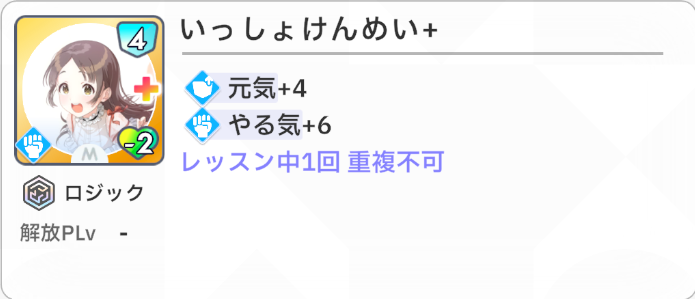 いっしょけんめい+
4
元気+4
やる気+6
-2
M
レッスン中1回 重複不可
ロジック
解放PLv -